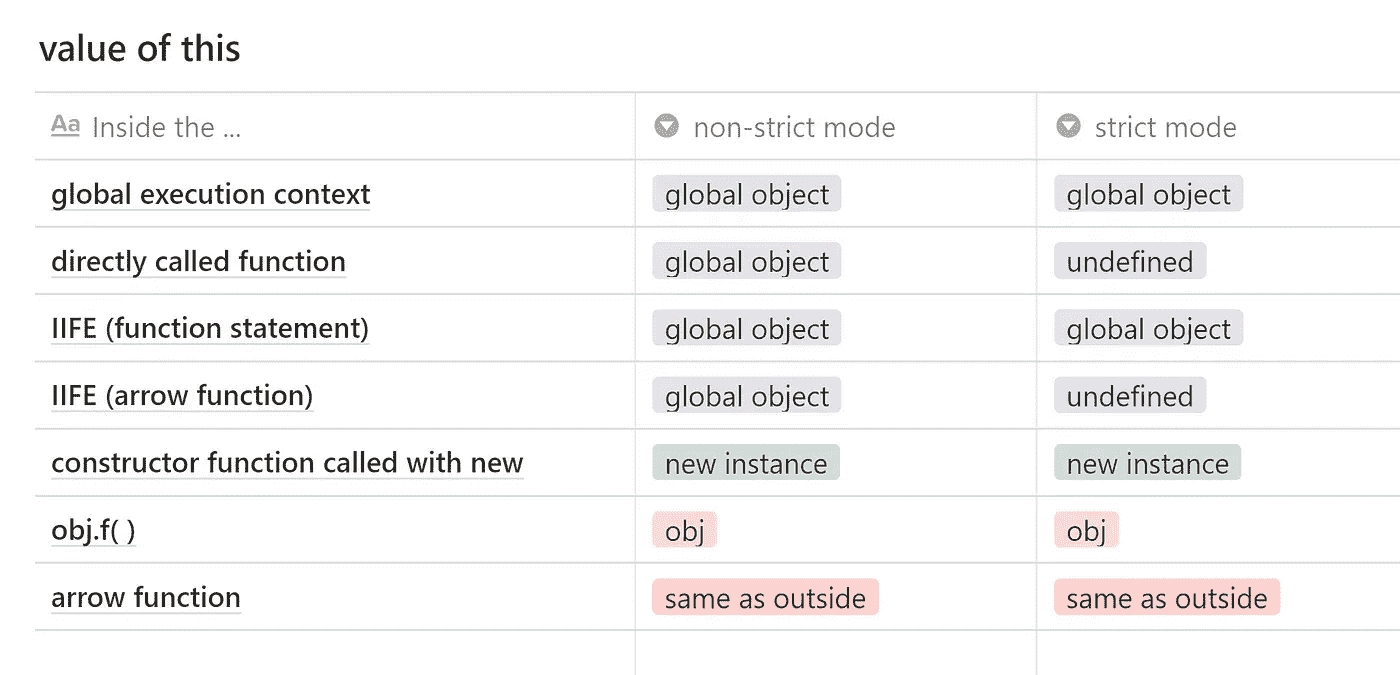 value of this
Aa Inside the ... non-strict mode strict mode
global execution context global object global object
directly called function global object undefined
IIFE (function statement) global object global object
IIFE (arrow function) global object undefined
constructor function called with new new instance new instance
obj.f( ) obj obj
arrow function same as outside same as outside